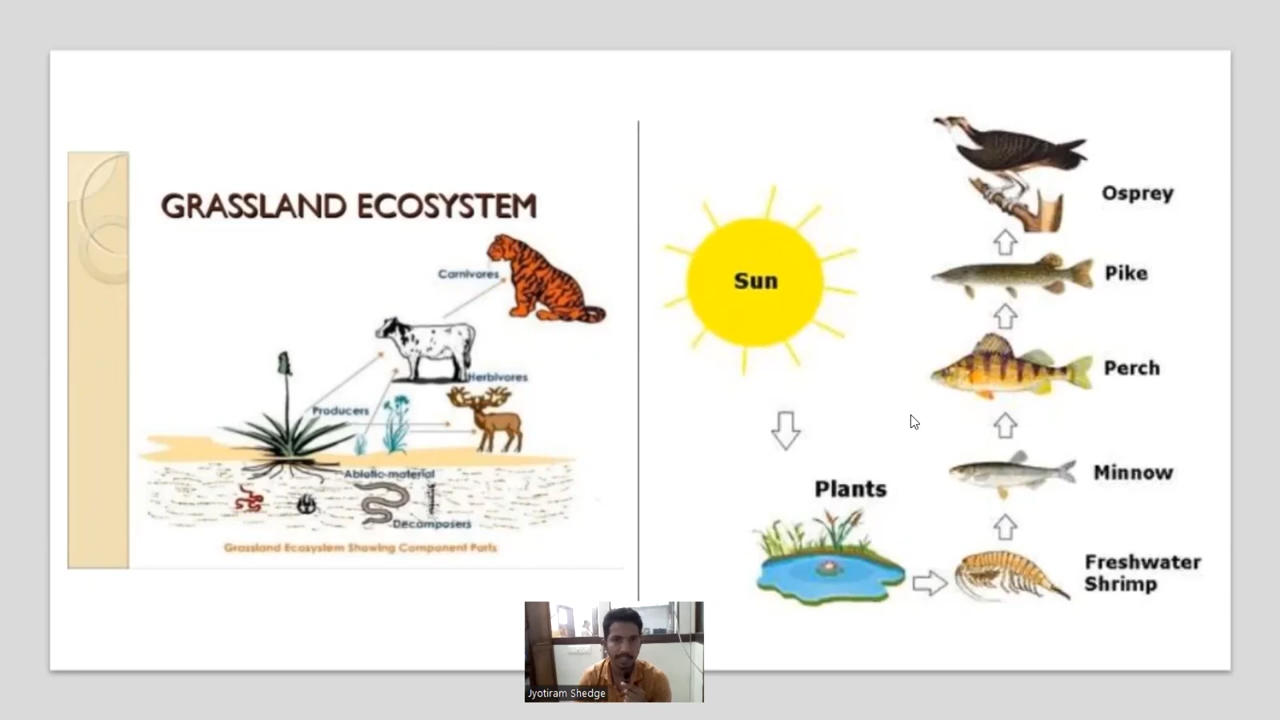 GRASSLAND ECOSYSTEM
Carnivores
Herbivores
Producers
Abiotic-material
Decomposers
Grassland Ecosystem Showing Component Parts
Sun
Plants
Osprey
Pike
Perch
Minnow
Freshwater
Shrimp
Jyotiram Shedge